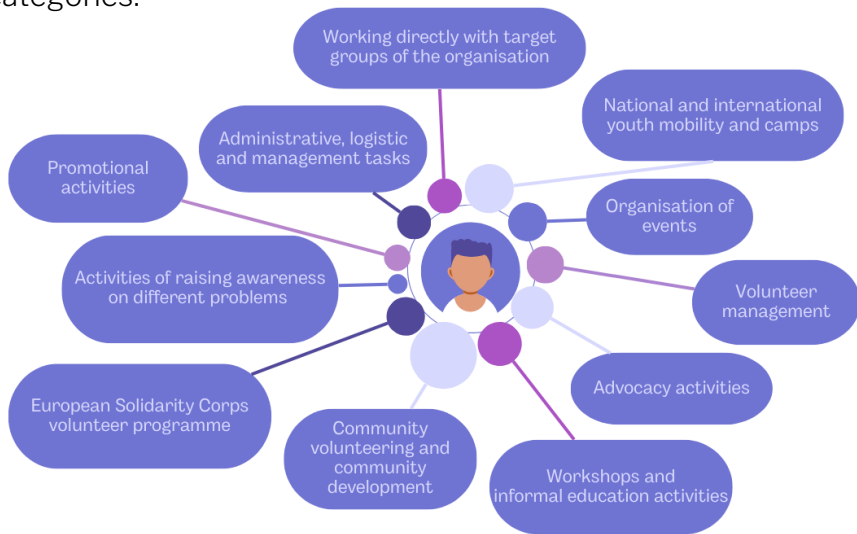 categories.
Working directly with target
groups of the organisation
National and international
youth mobility and camps
Administrative, logistic
and management tasks
Promotional
activities
Organisation of
events
Activities of raising awareness
on different problems
Volunteer
management
European Solidarity Corps
volunteer programme
Advocacy activities
Community
volunteering and
community
development
Workshops and
informal education activities